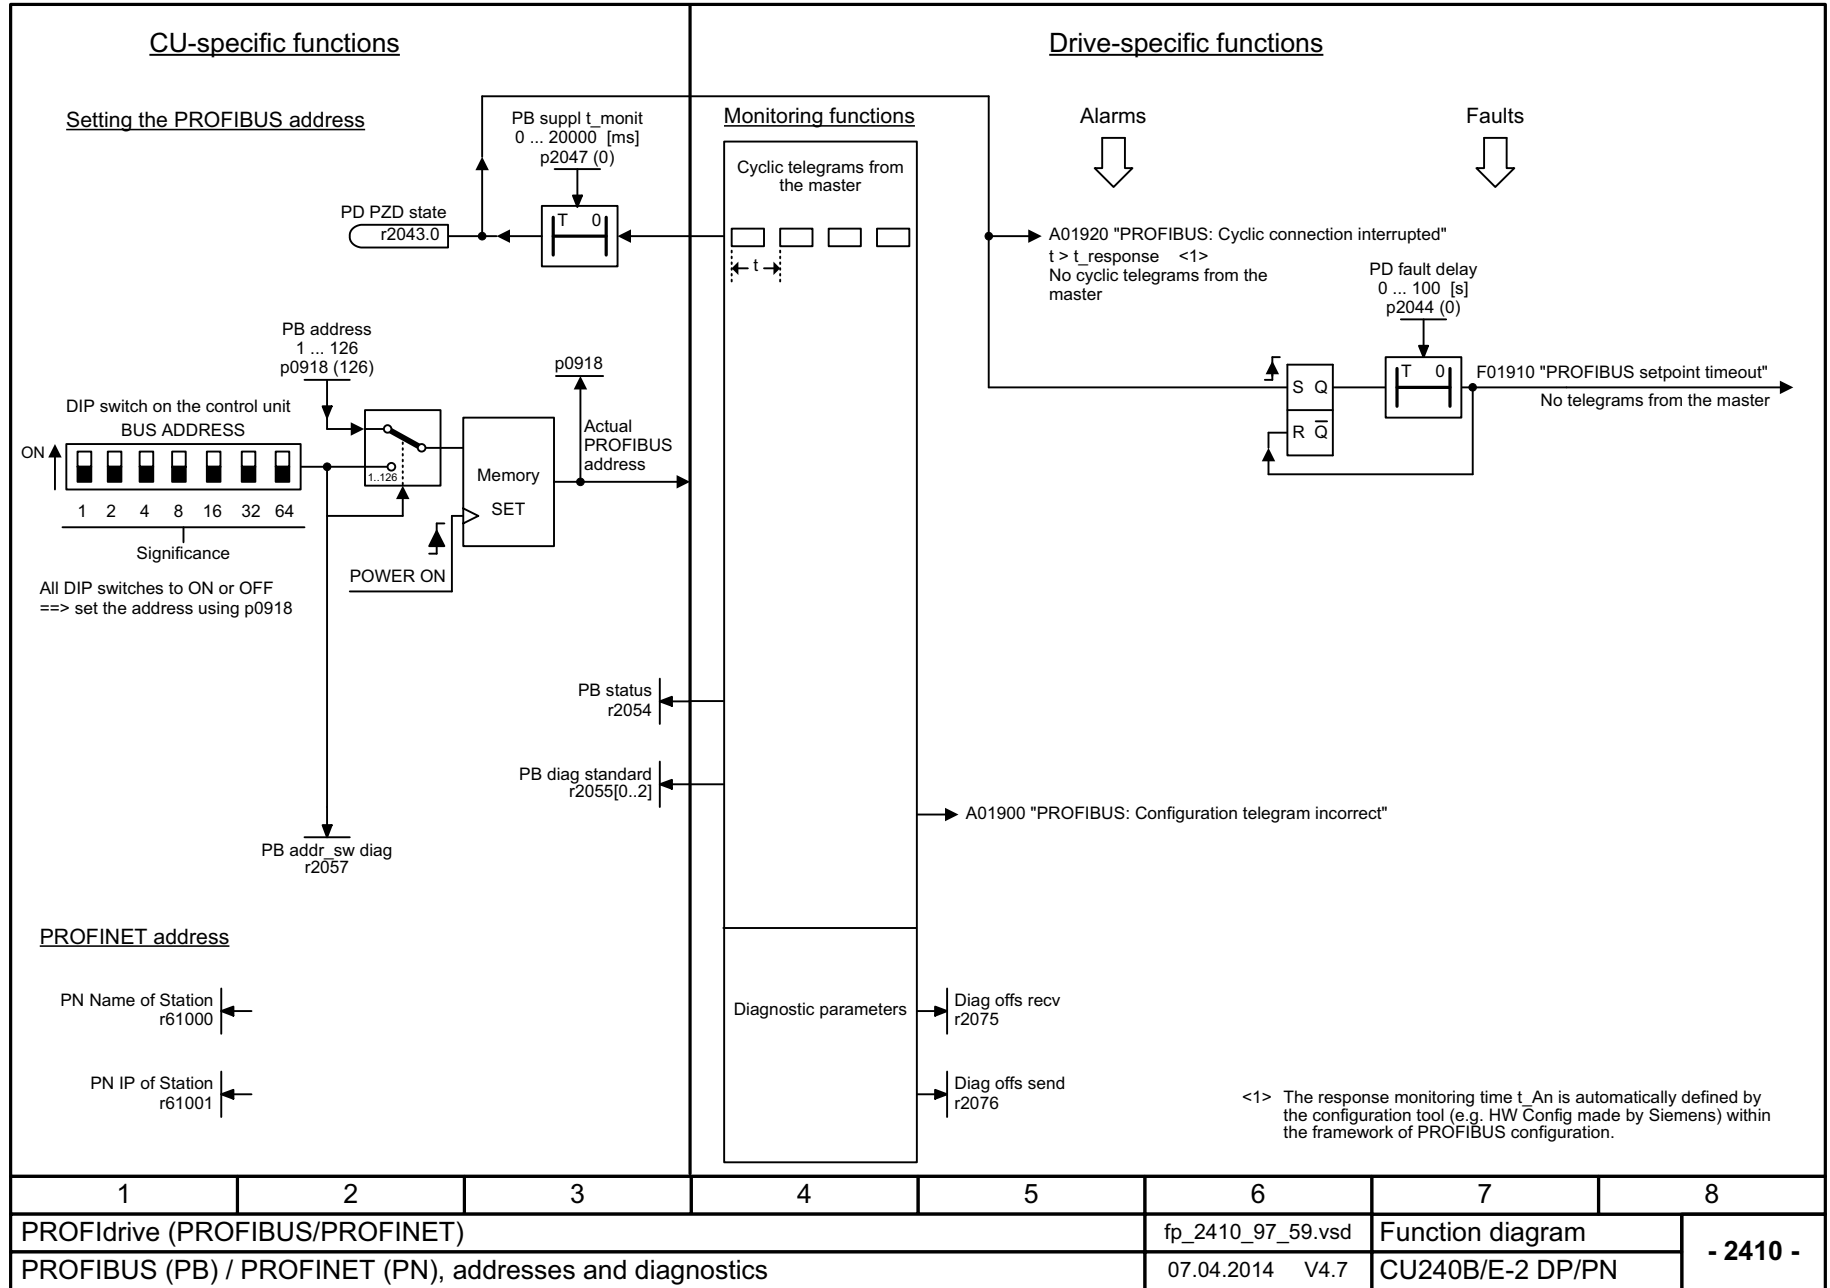 CU-specific functions
Drive-specific functions
Setting the PROFIBUS address
PB suppl t_monit
0 ... 20000 [ms]
p2047 (0)
Monitoring functions
Alarms
Faults
Cyclic telegrams from
the master
PD PZD state
r2043.0
T 0
t
A01920 "PROFIBUS: Cyclic connection interrupted"
t > t_response <1>
No cyclic telegrams from the
master
PD fault delay
0 ... 100 [s]
p2044 (0)
PB address
1 ... 126
p0918 (126)
p0918
DIP switch on the control unit
BUS ADDRESS
ON
1..126
Memory
SET
Actual
PROFIBUS
address
S Q
R Q̅
T 0
F01910 "PROFIBUS setpoint timeout"
No telegrams from the master
1 2 4 8 16 32 64
Significance
POWER ON
All DIP switches to ON or OFF
==> set the address using p0918
PB status
r2054
PB diag standard
r2055[0..2]
A01900 "PROFIBUS: Configuration telegram incorrect"
PB addr_sw diag
r2057
PROFINET address
PN Name of Station
r61000
PN IP of Station
r61001
Diagnostic parameters
Diag offs recv
r2075
Diag offs send
r2076
<1> The response monitoring time t_An is automatically defined by
the configuration tool (e.g. HW Config made by Siemens) within
the framework of PROFIBUS configuration.
1 2 3 4 5 6 7 8
PROFIdrive (PROFIBUS/PROFINET)
fp_2410_97_59.vsd
Function diagram
- 2410 -
PROFIBUS (PB) / PROFINET (PN), addresses and diagnostics
07.04.2014 V4.7
CU240B/E-2 DP/PN